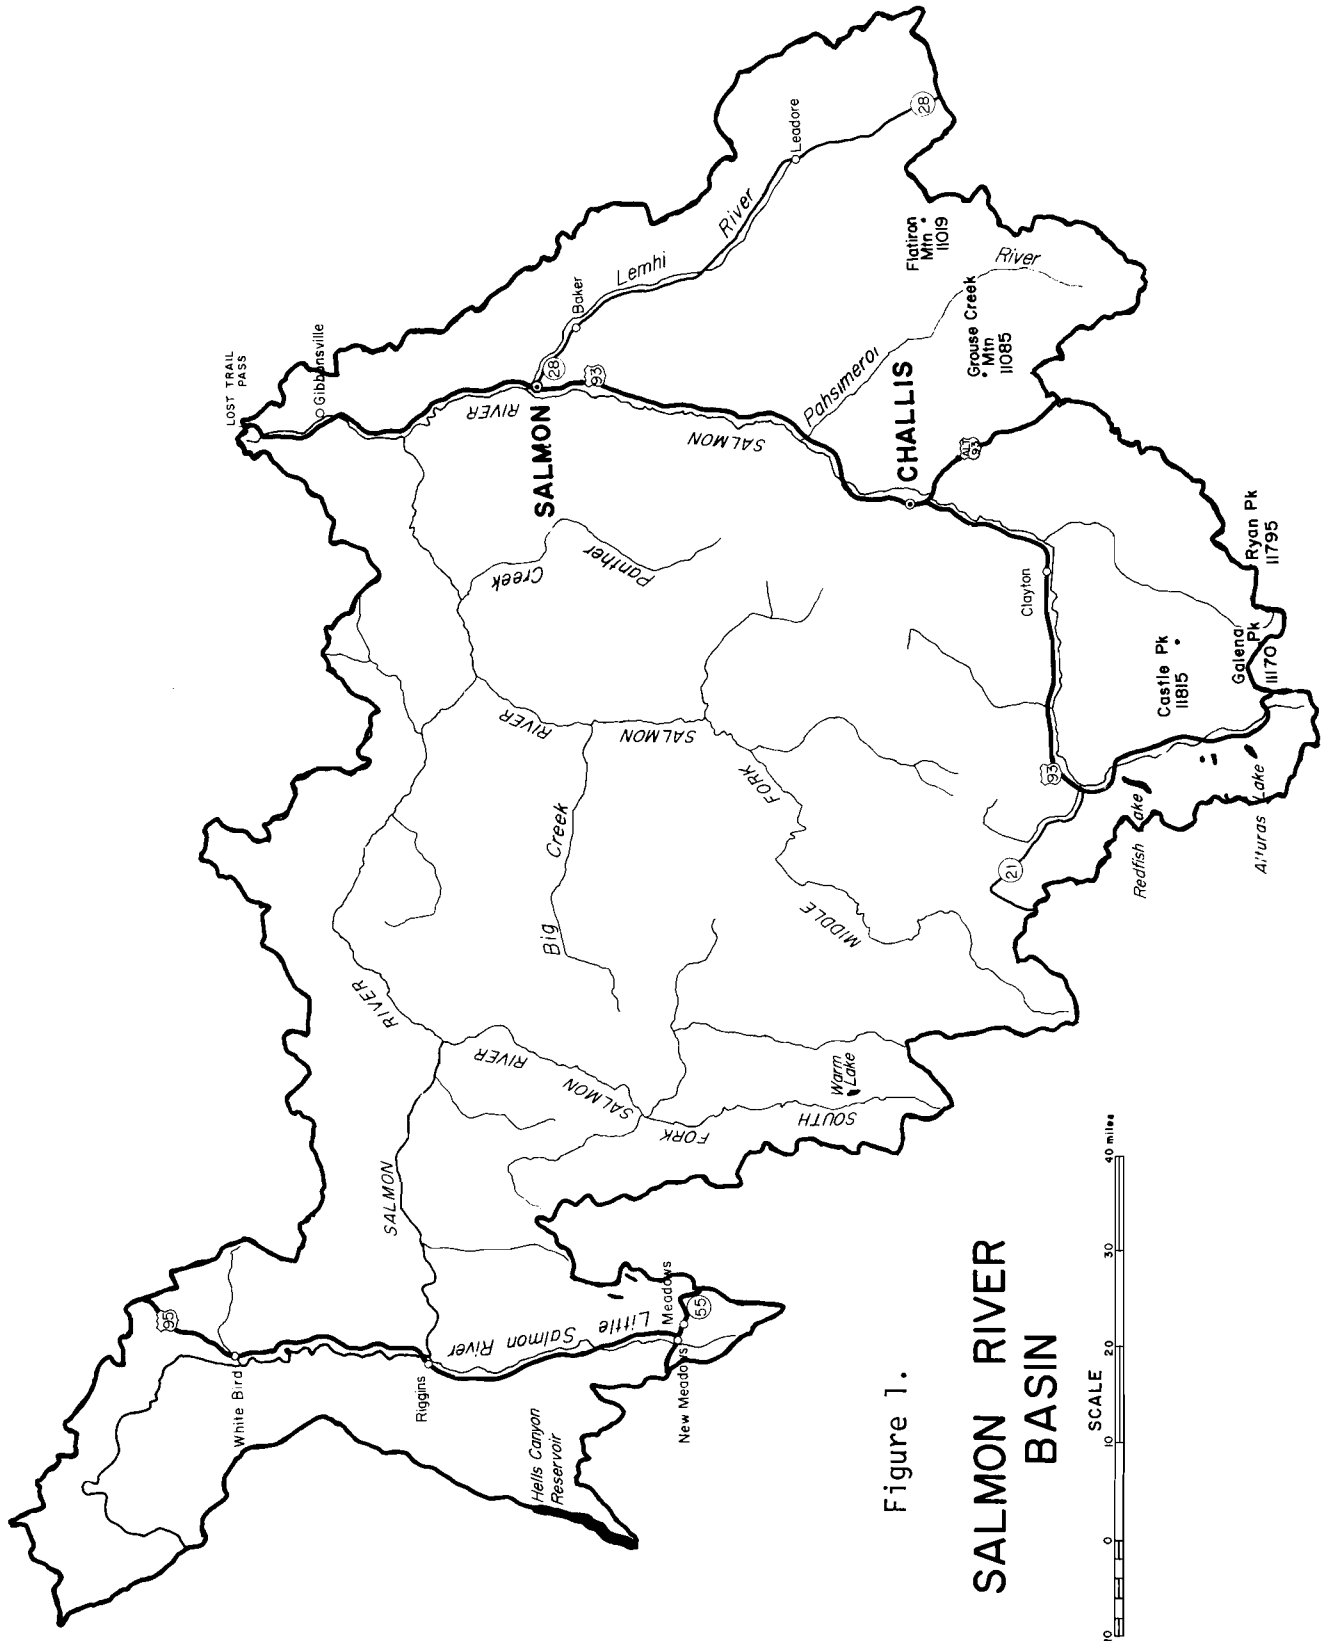 LOST TRAIL
PASS
Gibbonsville
28
Leadore
Lemhi
River
Baker
28
93
SALMON
RIVER
SALMON
Flatiron
Mtn
11019
River
Pahsimeroi
Grouse Creek
Mtn
11085
CHALLIS
ALT
93
Panther
Creek
Clayton
Ryan Pk
11795
Galena
Pk
11170
Castle Pk
11815
93
21
Redfish Lake
Alturas Lake
RIVER
SALMON
FORK
MIDDLE
Big
Creek
RIVER
SALMON
RIVER
SALMON
FORK
SOUTH
Warm
Lake
95
White Bird
Riggins
Little
Salmon River
Meadows
New Meadows
55
Hells Canyon
Reservoir
Figure 1.
SALMON RIVER
BASIN
SCALE
10
0
10
20
30
40 miles